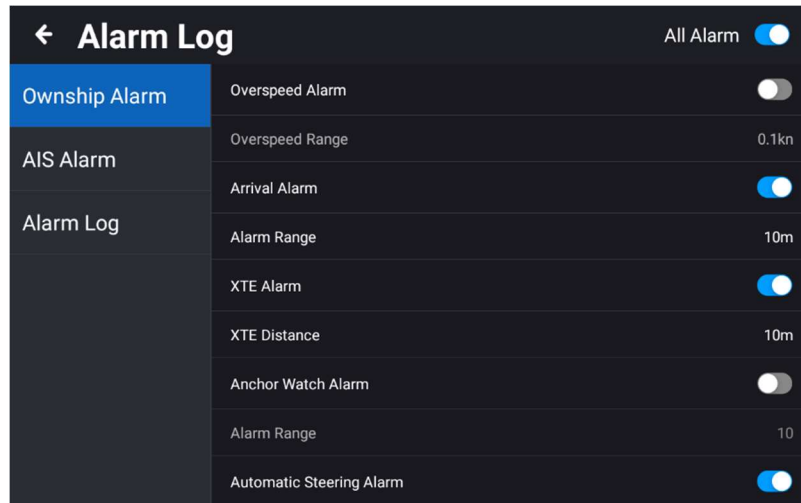 Alarm Log
All Alarm
Ownship Alarm
AIS Alarm
Alarm Log
Overspeed Alarm
Overspeed Range 0.1kn
Arrival Alarm
Alarm Range 10m
XTE Alarm
XTE Distance 10m
Anchor Watch Alarm
Alarm Range 10
Automatic Steering Alarm